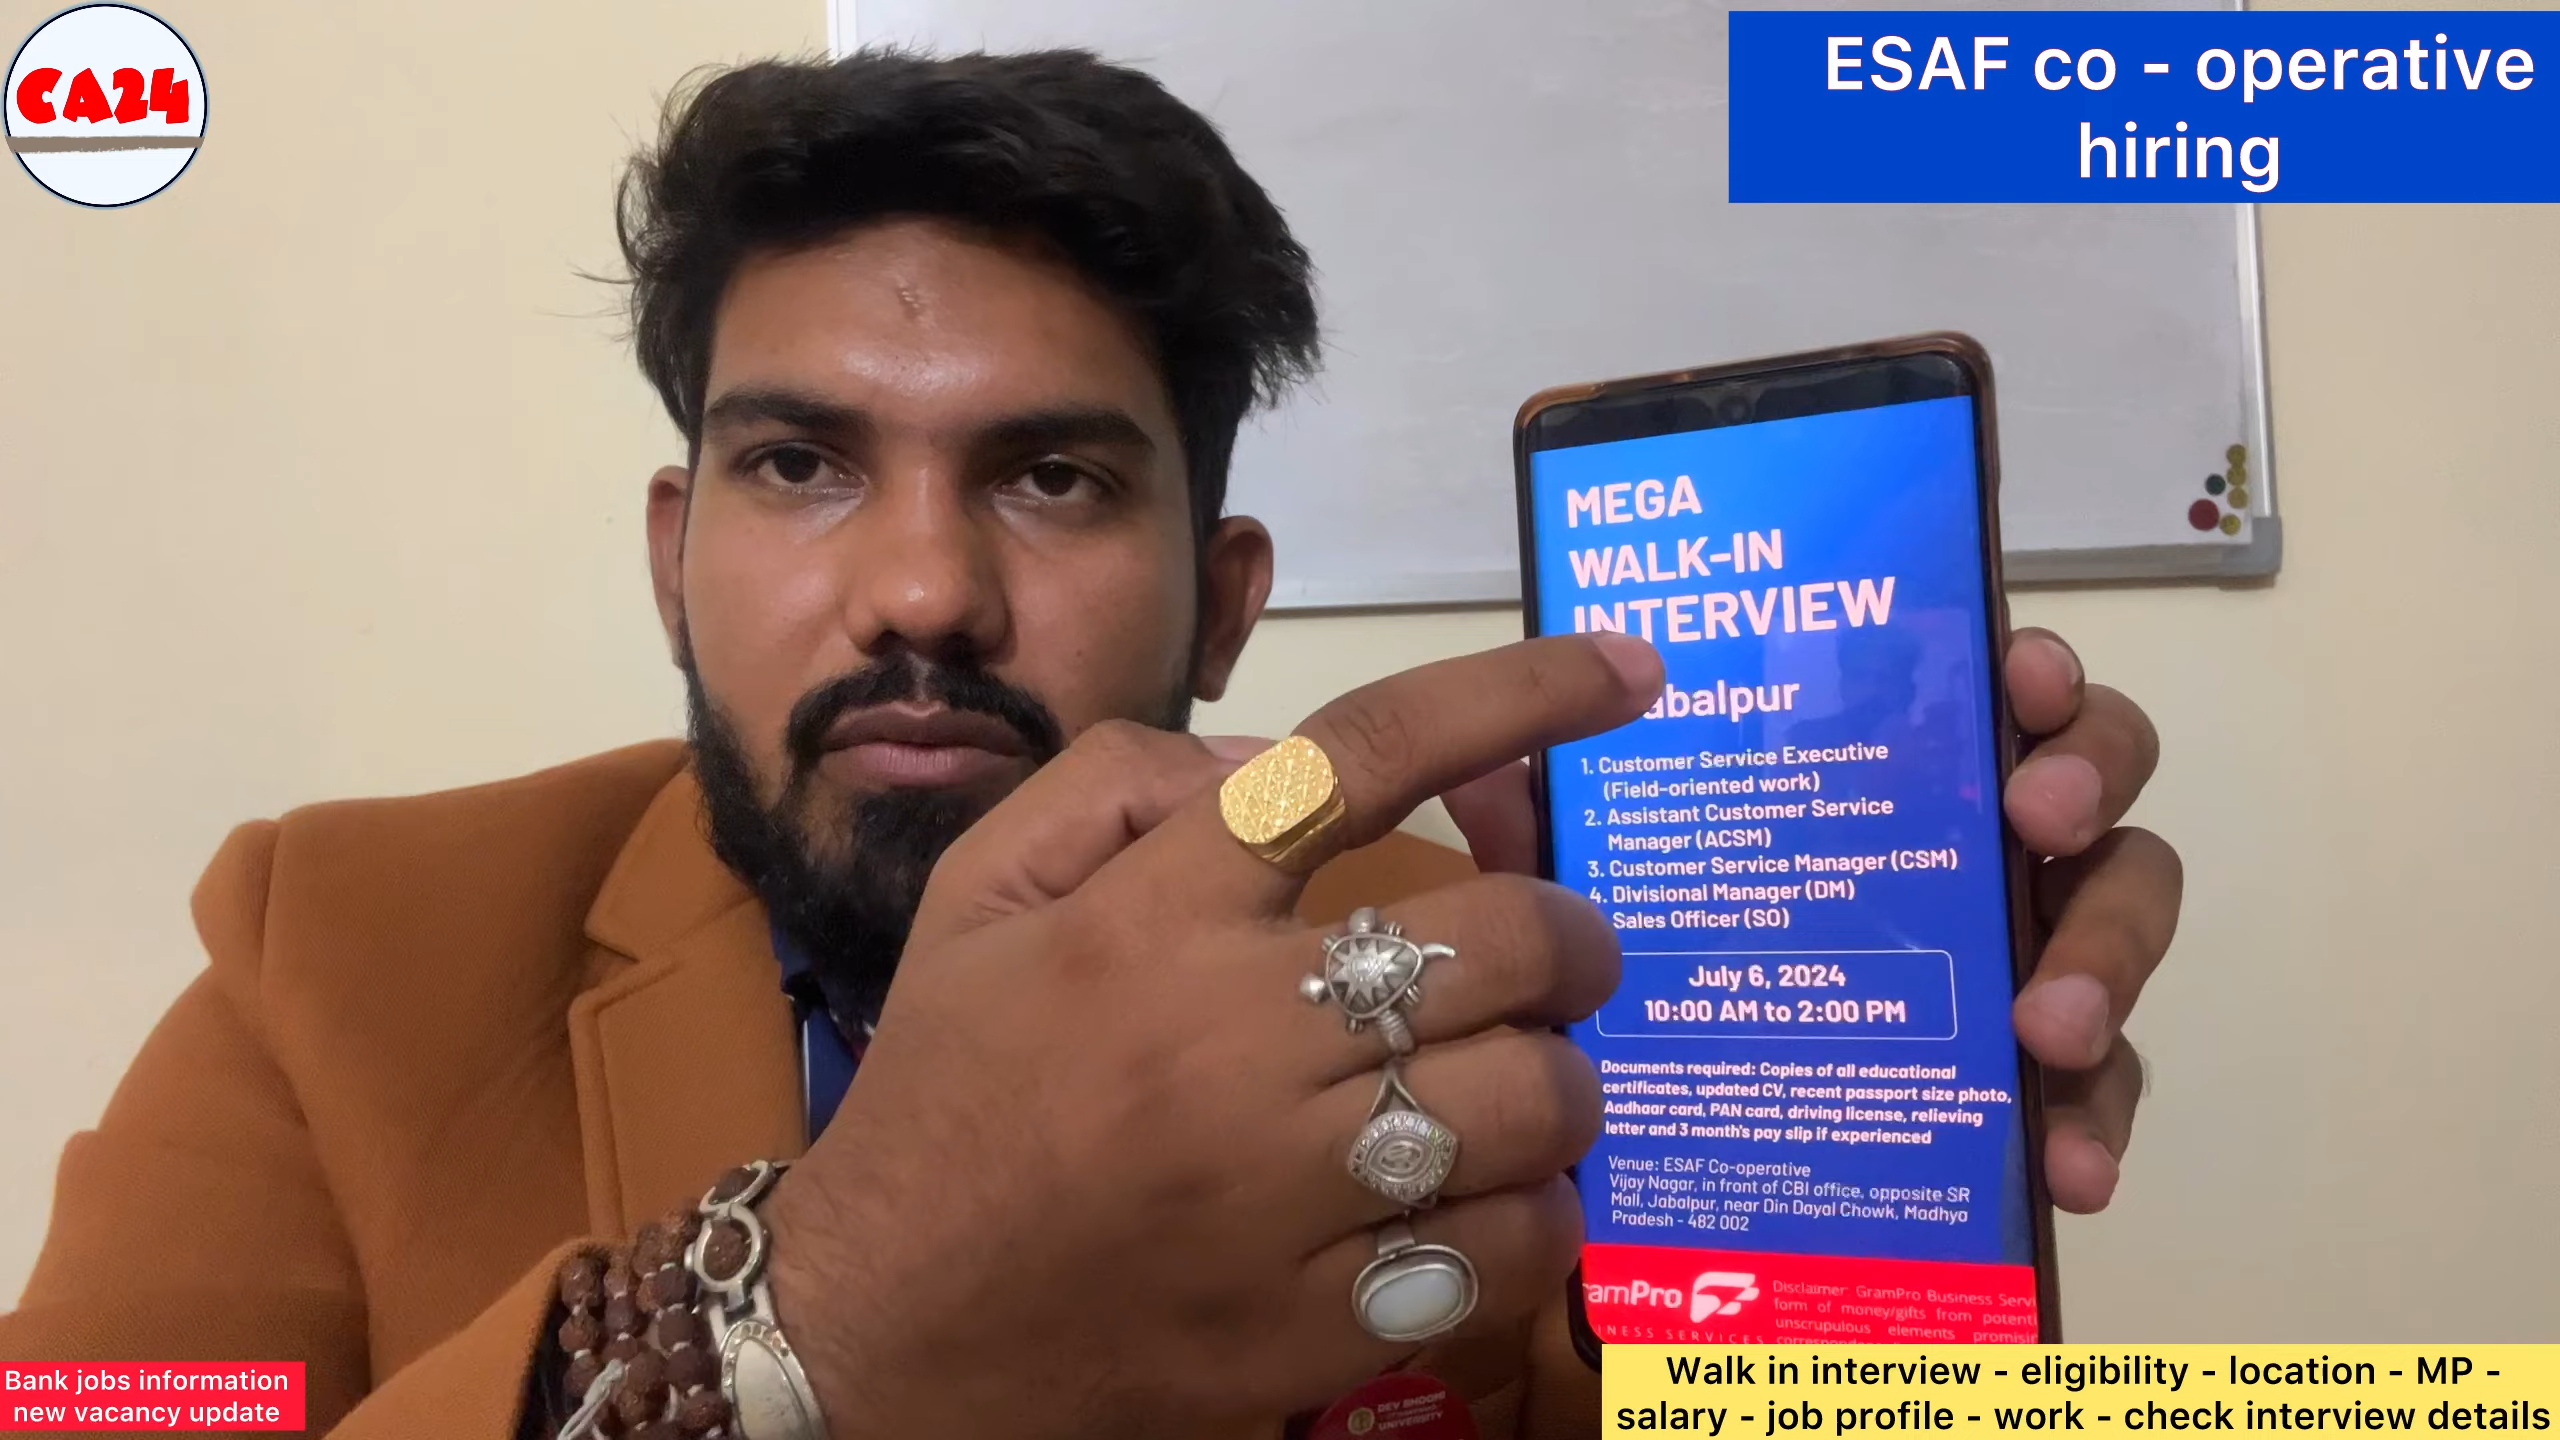 CA24
ESAF co - operative
hiring
MEGA
WALK-IN
INTERVIEW
abalpur
1. Customer Service Executive
(Field-oriented work)
2. Assistant Customer Service
Manager (ACSM)
3. Customer Service Manager (CSM)
4. Divisional Manager (DM)
Sales Officer (SO)
July 6, 2024
10:00 AM to 2:00 PM
Documents required: Copies of all educational
certificates, updated CV, recent passport size photo,
Aadhaar card, PAN card, driving license, relieving
letter and 3 month's pay slip if experienced
Venue: ESAF Co-operative
Vijay Nagar, in front of CBI office, opposite SR
Mall, Jabalpur, near Din Dayal Chowk, Madhya
Pradesh - 482 002
amPro
NESS SERVICES
Disclaimer: GramPro Business Servi
form of money/gifts from potenti
unscrupulous elements promisin
DEV BHOOMI
UNIVERSITY
Bank jobs information
new vacancy update
Walk in interview - eligibility - location - MP -
salary - job profile - work - check interview details